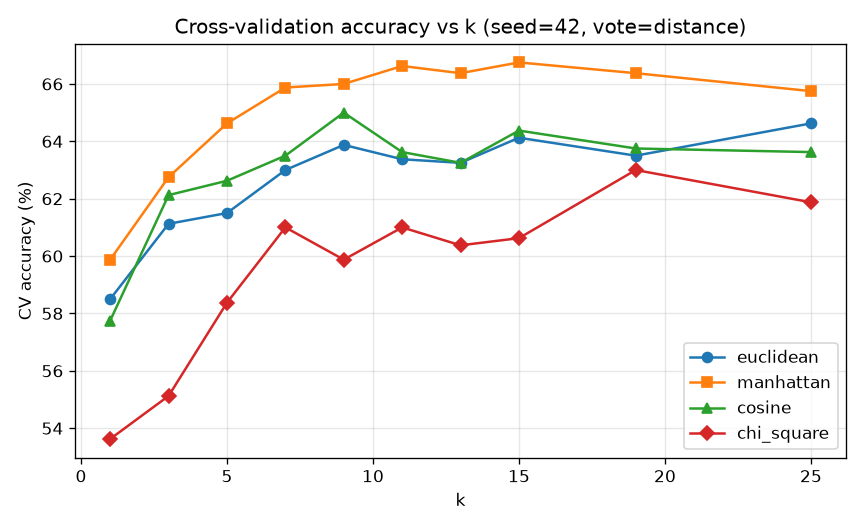 Cross-validation accuracy vs k (seed=42, vote=distance)
CV accuracy (%)
66
64
62
60
58
56
54
0 5 10 15 20 25
k
euclidean
manhattan
cosine
chi_square